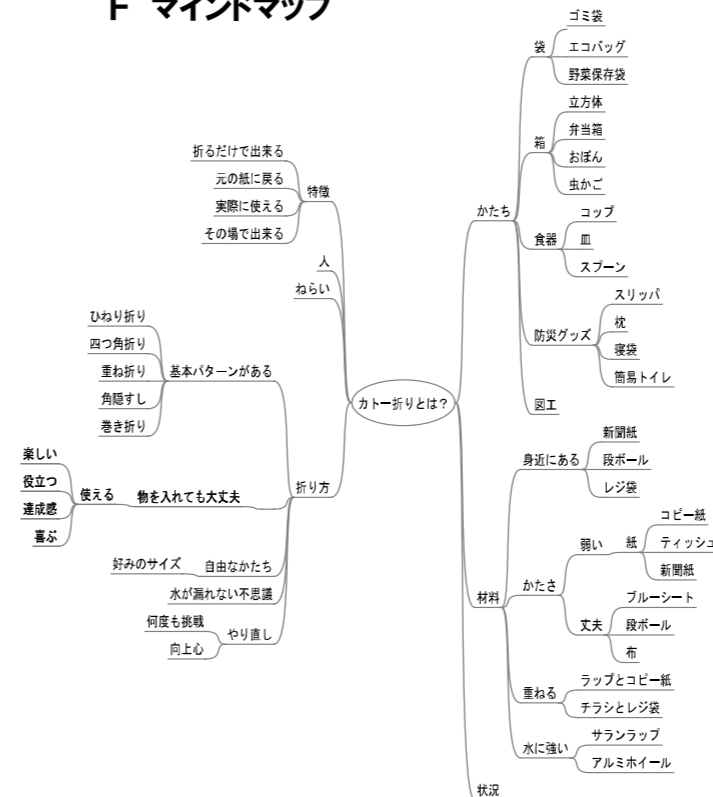 F マインドマップ
カトー折りとは?
特徴
折るだけで出来る
元の紙に戻る
実際に使える
その場で出来る
人
ねらい
折り方
基本パターンがある
ひねり折り
四つ角折り
重ね折り
角隠すし
巻き折り
物を入れても大丈夫
使える
楽しい
役立つ
達成感
喜ぶ
自由なかたち
好みのサイズ
水が漏れない不思議
やり直し
何度も挑戦
向上心
かたち
袋
ゴミ袋
エコバッグ
野菜保存袋
箱
立方体
弁当箱
おぼん
虫かご
食器
コップ
皿
スプーン
防災グッズ
スリッパ
枕
寝袋
簡易トイレ
図工
材料
身近にある
新聞紙
段ボール
レジ袋
かたさ
弱い
紙
コピー紙
ティッシュ
新聞紙
丈夫
ブルーシート
段ボール
布
重ねる
ラップとコピー紙
チラシとレジ袋
水に強い
サランラップ
アルミホイール
状況